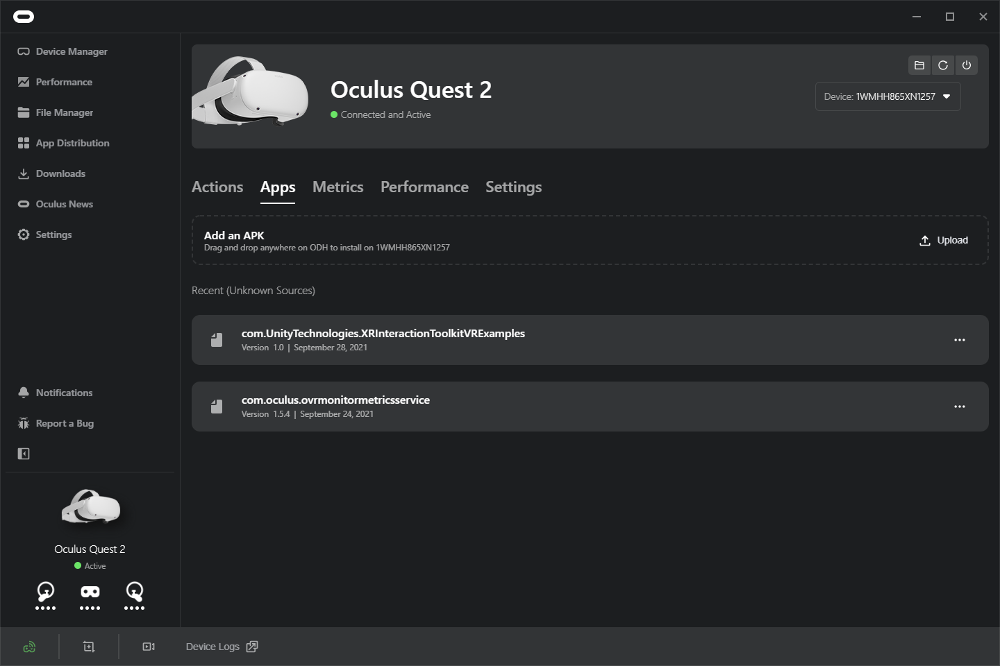 Device Manager
Performance
File Manager
App Distribution
Downloads
Oculus News
Settings
Notifications
Report a Bug
Oculus Quest 2
Active
Oculus Quest 2
Connected and Active
Device: 1WMHH865XN1257
Actions Apps Metrics Performance Settings
Add an APK
Drag and drop anywhere on ODH to install on 1WMHH865XN1257
Upload
Recent (Unknown Sources)
com.UnityTechnologies.XRInteractionToolkitVRExamples
Version 1.0 | September 28, 2021
com.oculus.ovrmonitormetricsservice
Version 1.5.4 | September 24, 2021
Device Logs